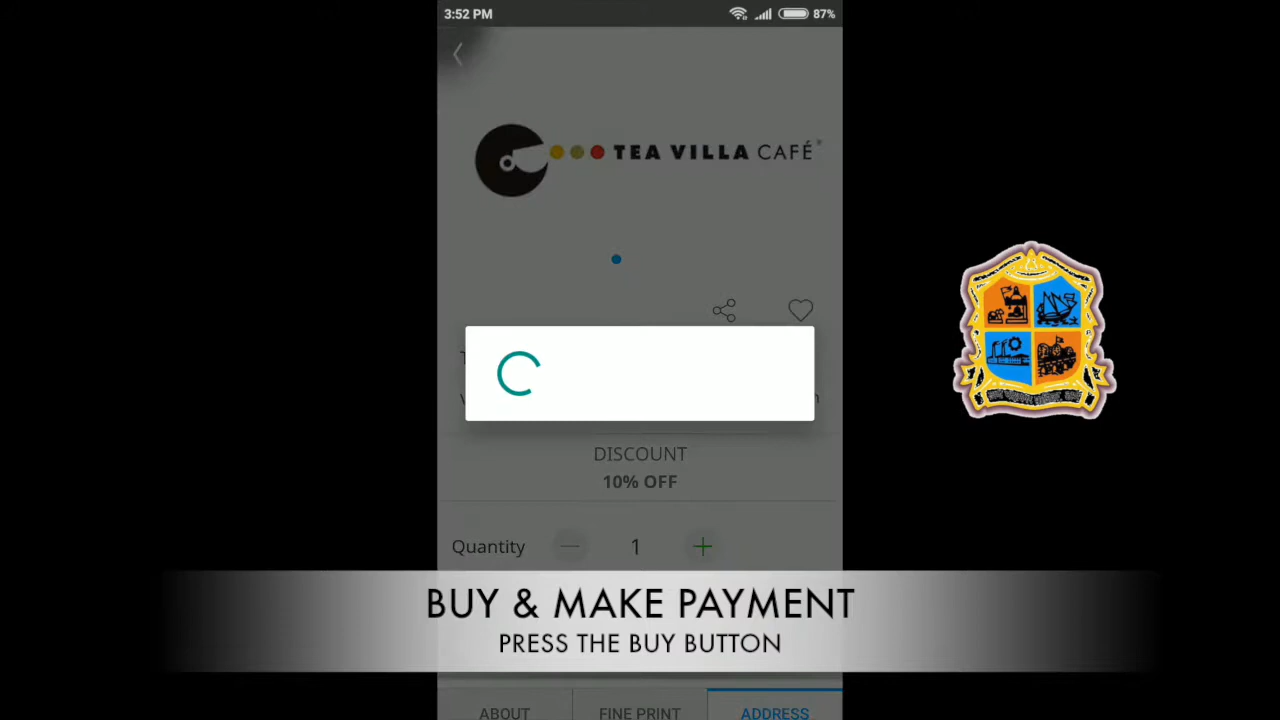 3:52 PM
87%
TEA VILLA CAFÉ
DISCOUNT
10% OFF
Quantity
1
BUY & MAKE PAYMENT
PRESS THE BUY BUTTON
ABOUT
FINE PRINT
ADDRESS